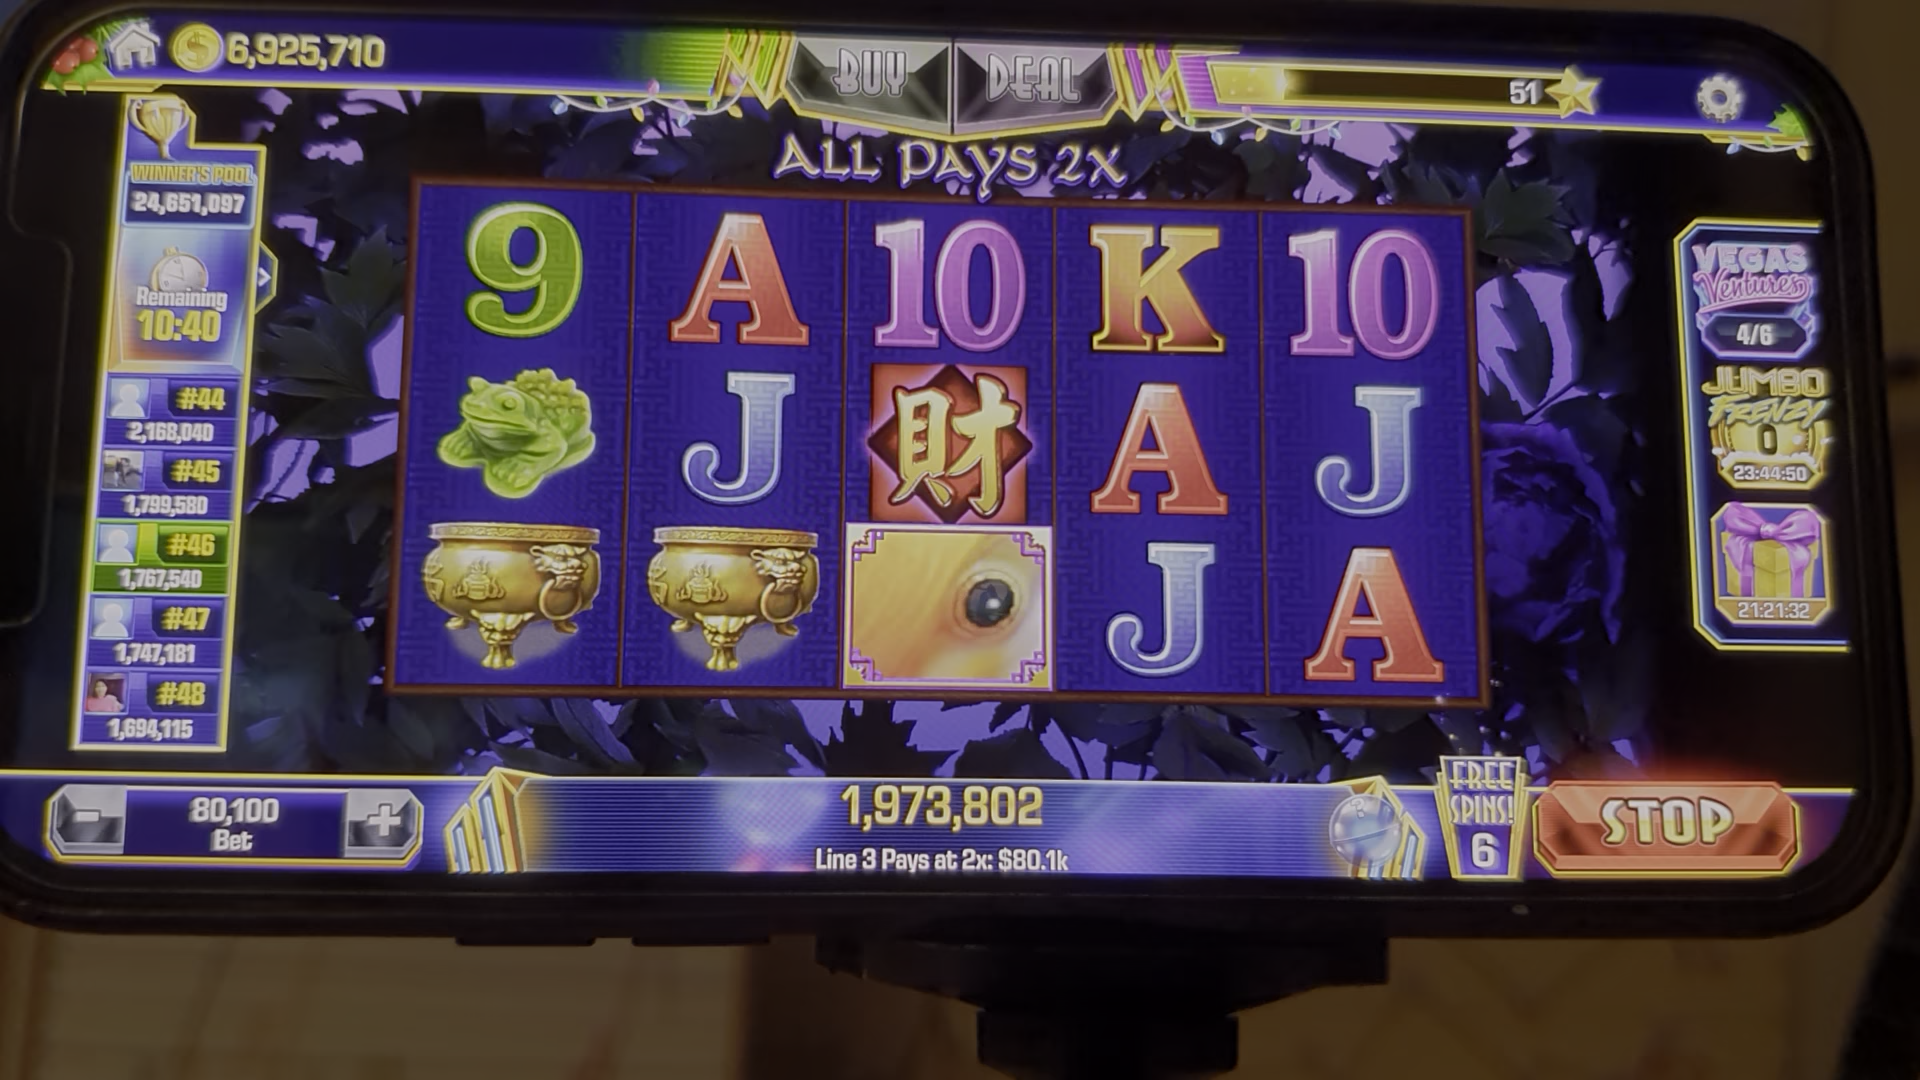 6,925,710
BUY DEAL
51
ALL PAYS 2X
WINNER'S POOL
24,651,097
Remaining
10:40
#44
2,168,040
#45
1,799,580
#46
1,767,540
#47
1,747,181
#48
1,694,115
9 A 10 K 10
J 財 A J
J A
VEGAS
Ventures
4/6
JUMBO
FRENZY
0
23:44:50
21:21:32
- 80,100 +
Bet
1,973,802
Line 3 Pays at 2x: $80.1k
FREE
SPINS!
6
STOP